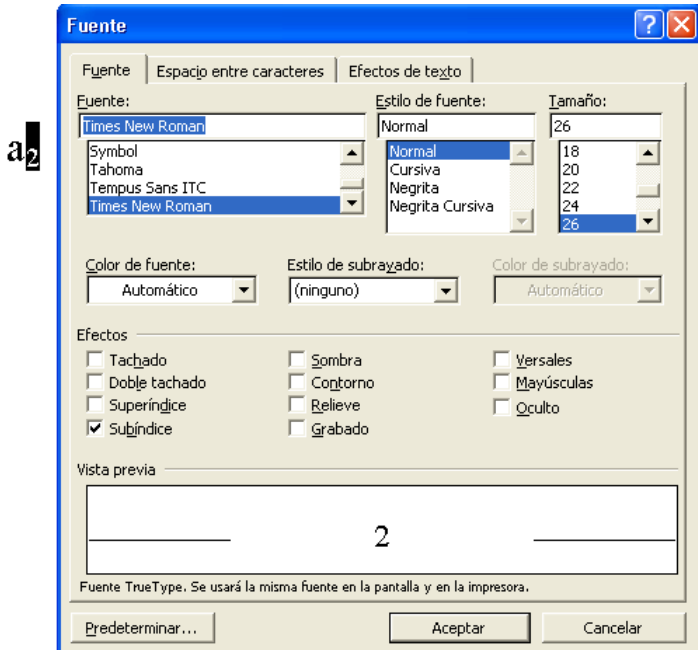 Fuente
Fuente Espacio entre caracteres Efectos de texto
Fuente: Estilo de fuente: Tamaño:
Times New Roman Normal 26
a2
Symbol Normal 18
Tahoma Cursiva 20
Tempus Sans ITC Negrita 22
Times New Roman Negrita Cursiva 24
26
Color de fuente: Estilo de subrayado: Color de subrayado:
Automático (ninguno) Automático
Efectos
Tachado Sombra Versales
Doble tachado Contorno Mayúsculas
Superíndice Relieve Oculto
Subíndice Grabado
Vista previa
2
Fuente TrueType. Se usará la misma fuente en la pantalla y en la impresora.
Predeterminar... Aceptar Cancelar